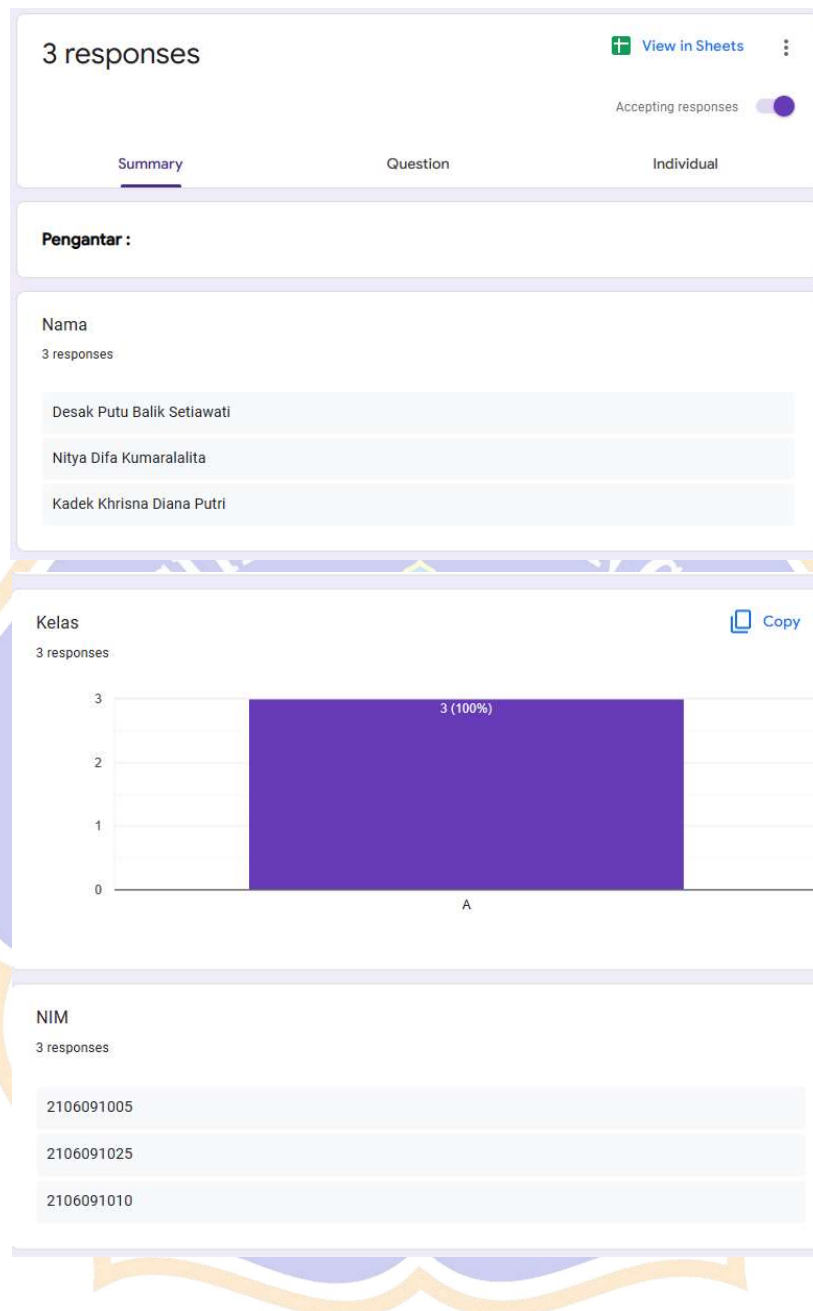 3 responses
View in Sheets
Accepting responses
Summary
Question
Individual
Pengantar :
Nama
3 responses
Desak Putu Balik Setiawati
Nitya Difa Kumaralalita
Kadek Khrisna Diana Putri
Kelas
Copy
3 responses
3
3 (100%)
2
1
0
A
NIM
3 responses
2106091005
2106091025
2106091010